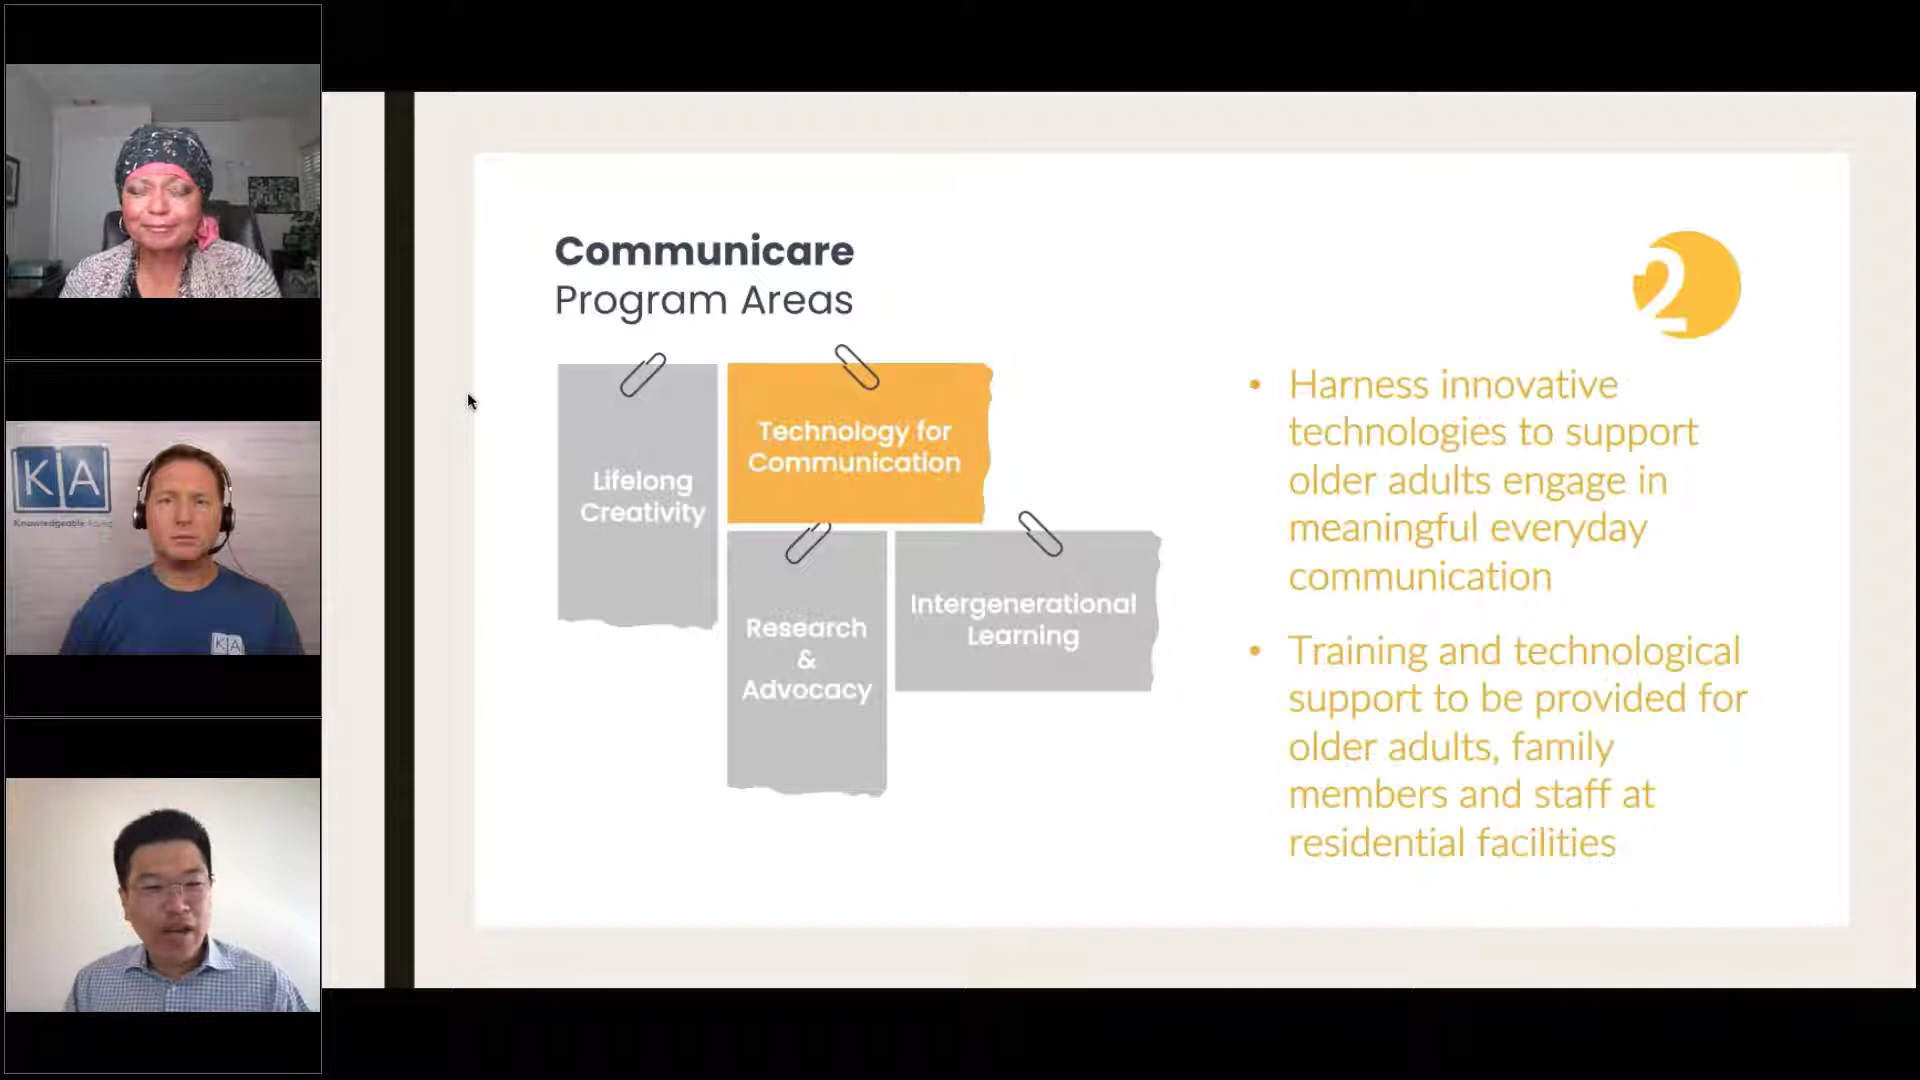 K A
Knowledgeable Aging
K A
Communicare
Program Areas
2
Lifelong
Creativity
Technology for
Communication
Research
&
Advocacy
Intergenerational
Learning
• Harness innovative
technologies to support
older adults engage in
meaningful everyday
communication
• Training and technological
support to be provided for
older adults, family
members and staff at
residential facilities